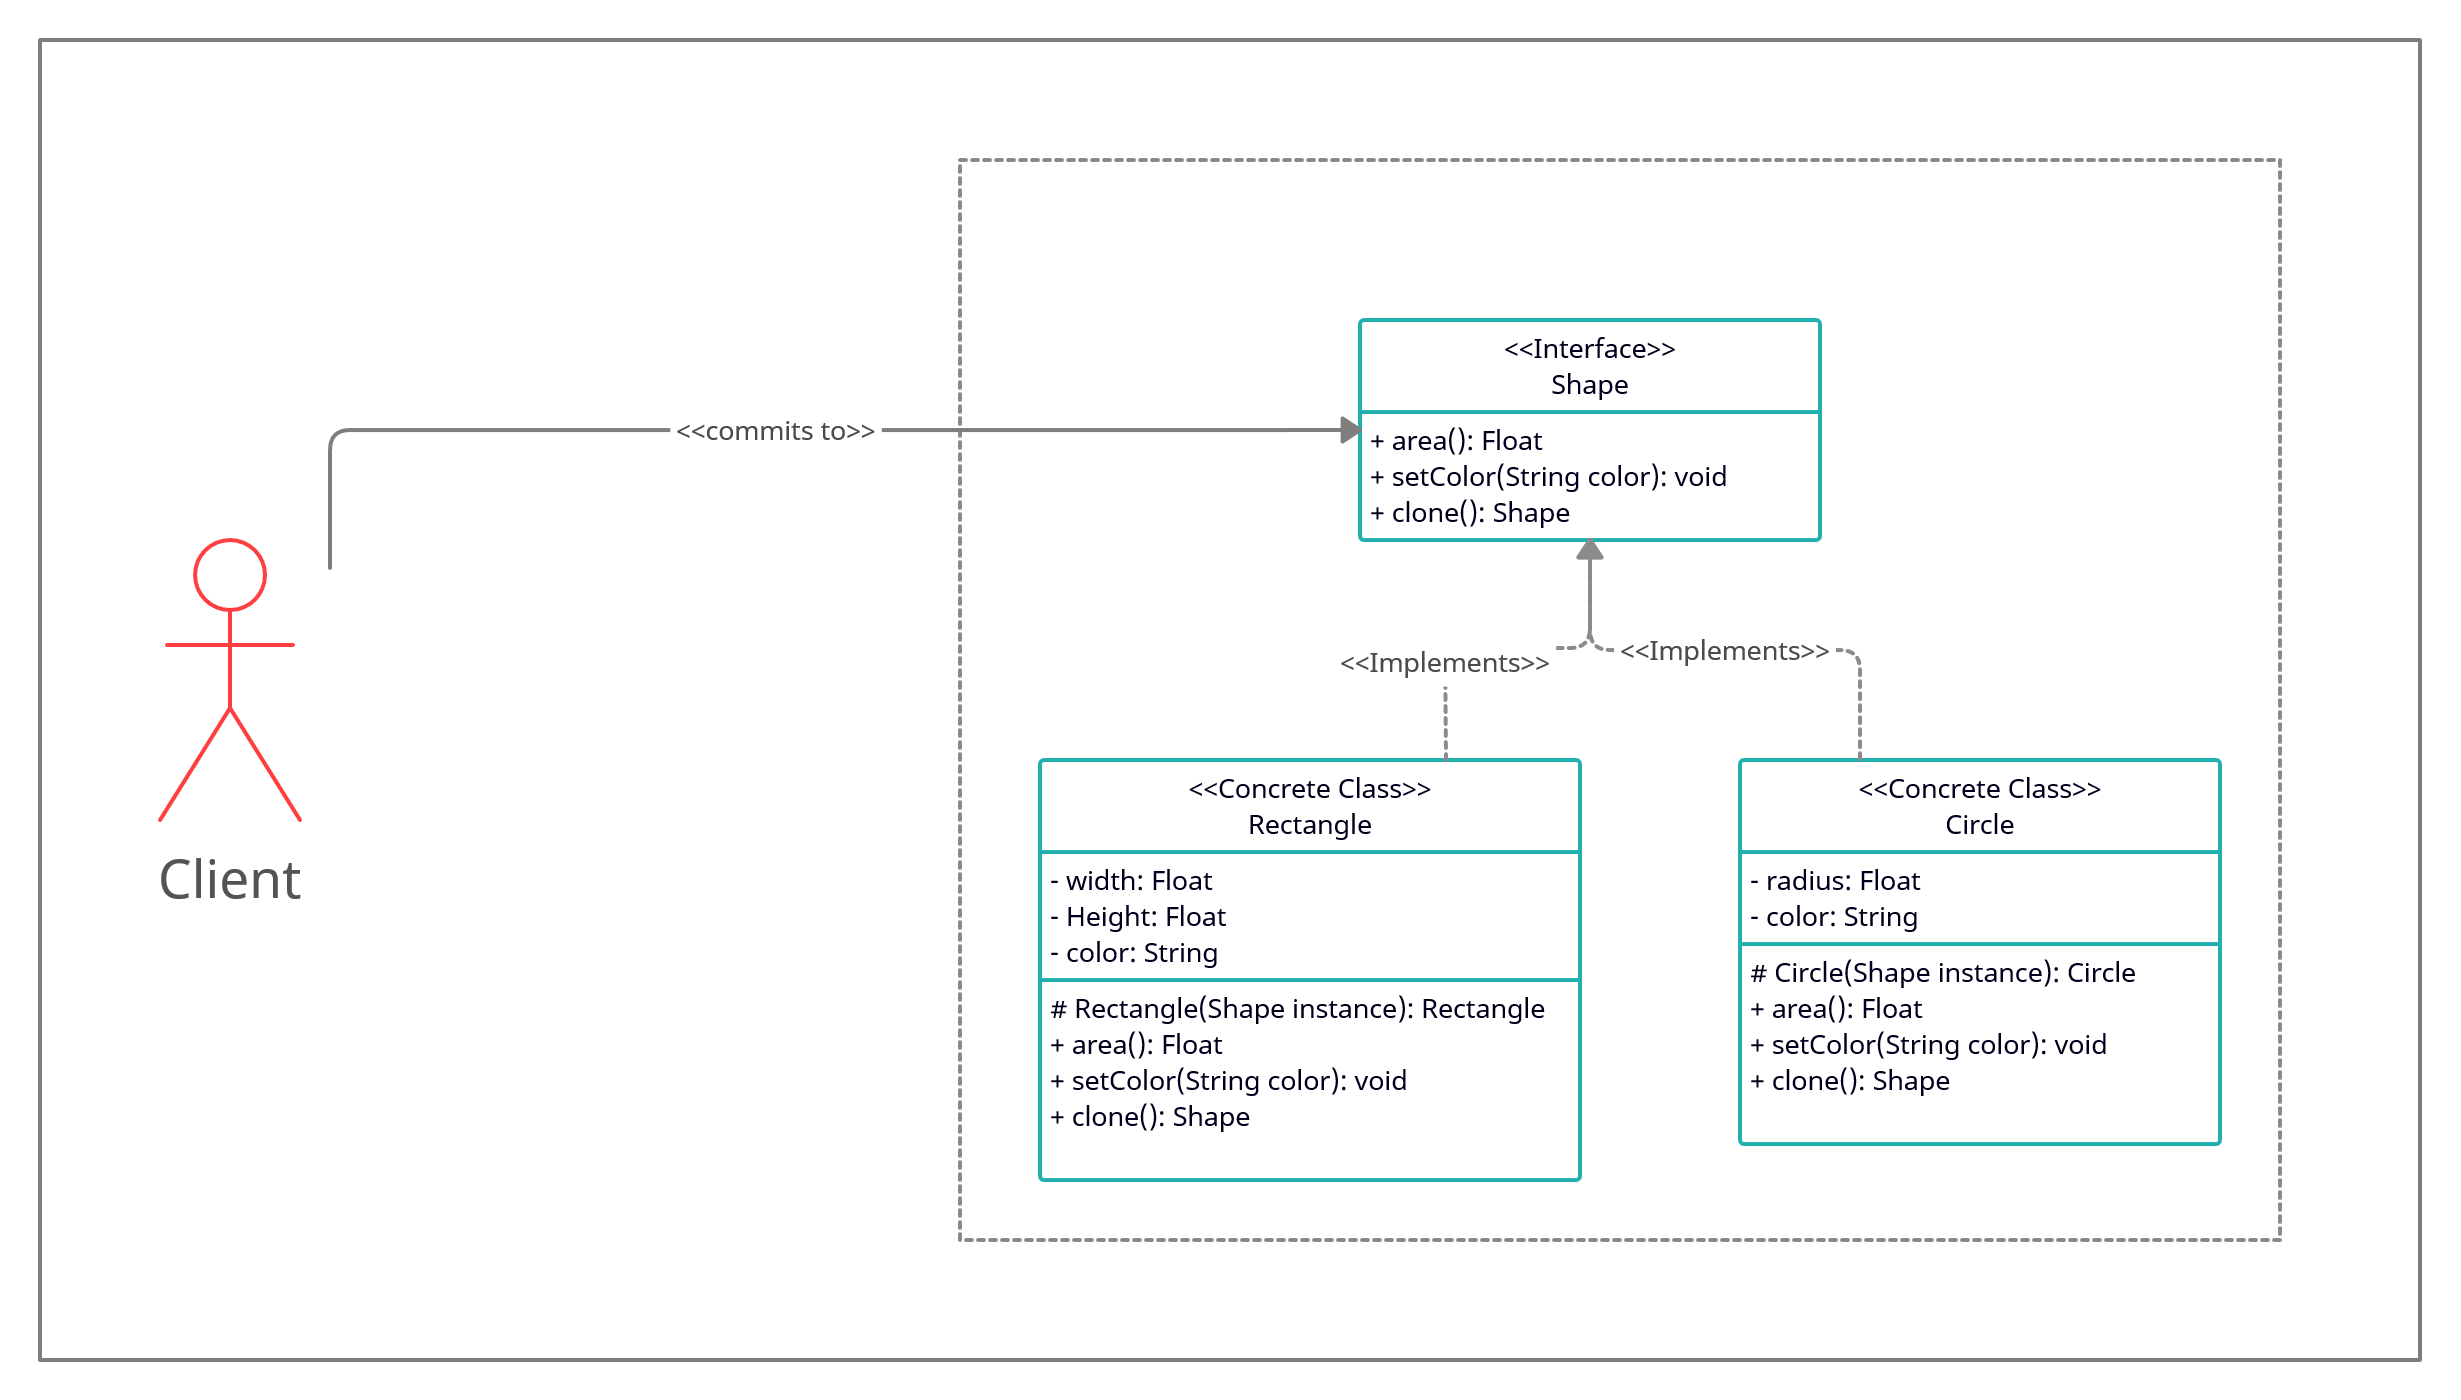 <<Interface>>
Shape
+ area(): Float
+ setColor(String color): void
+ clone(): Shape
<<commits to>>
<<Implements>>
<<Implements>>
Client
<<Concrete Class>>
Rectangle
- width: Float
- Height: Float
- color: String
# Rectangle(Shape instance): Rectangle
+ area(): Float
+ setColor(String color): void
+ clone(): Shape
<<Concrete Class>>
Circle
- radius: Float
- color: String
# Circle(Shape instance): Circle
+ area(): Float
+ setColor(String color): void
+ clone(): Shape